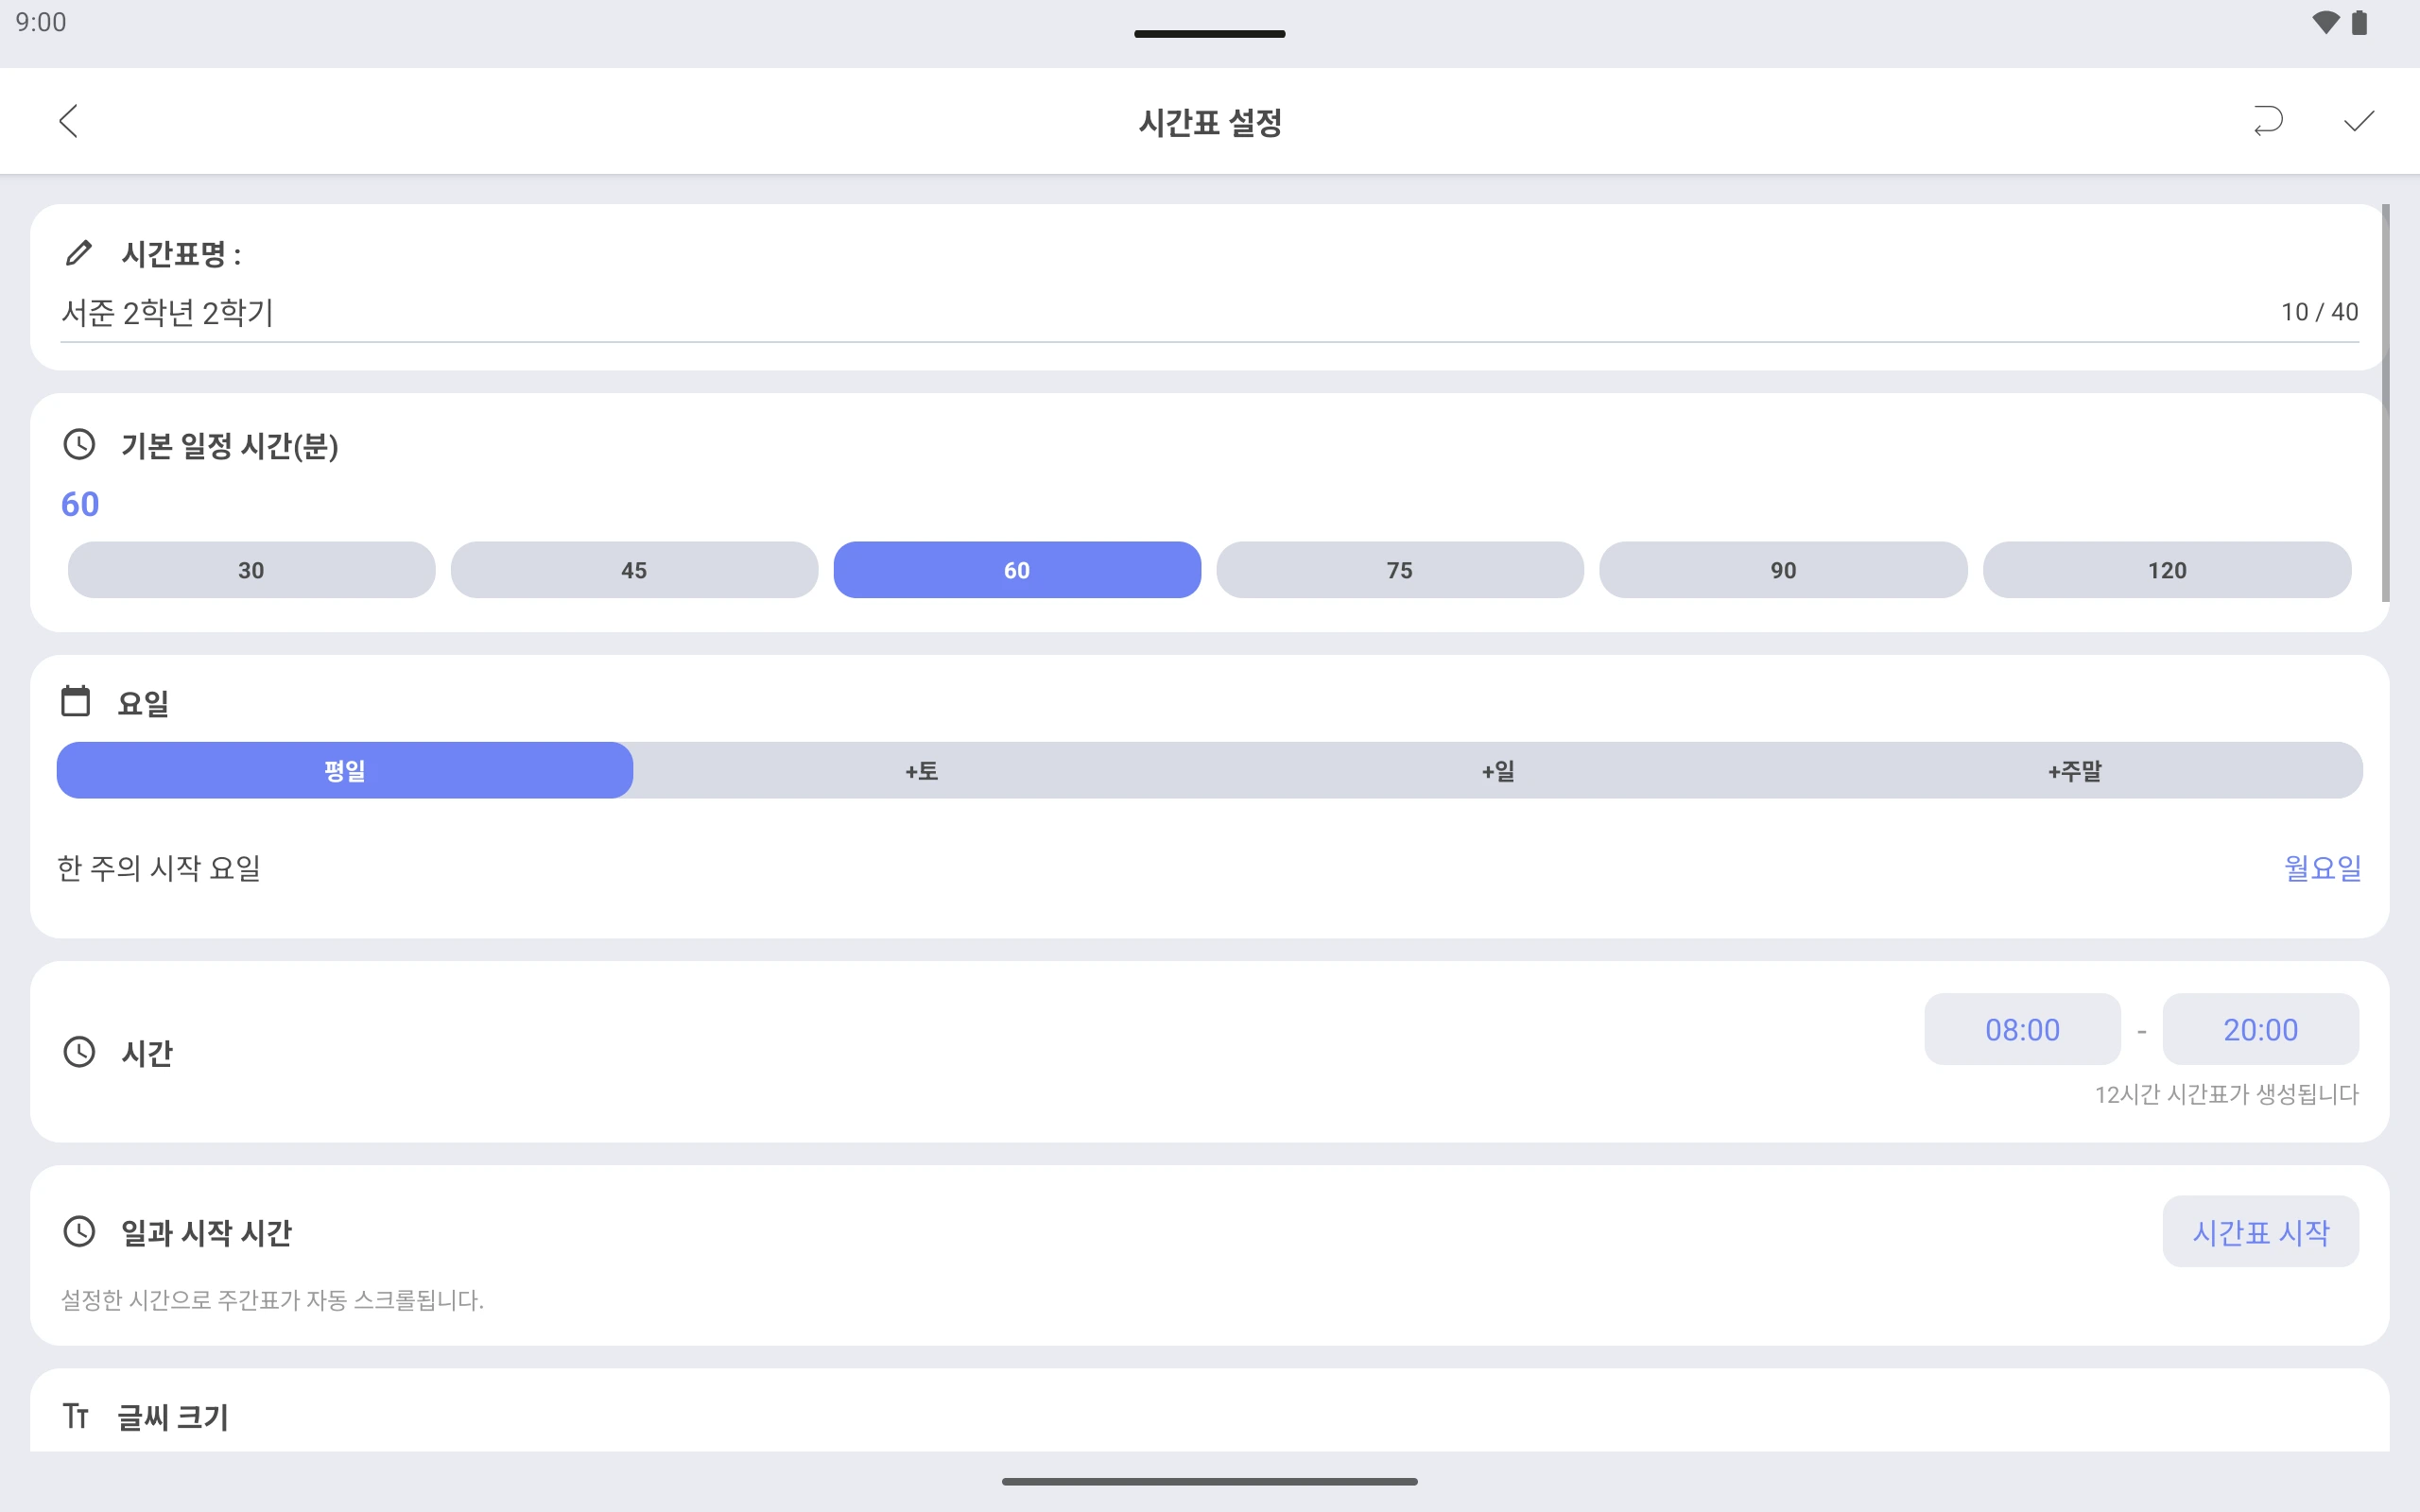 9:00
시간표 설정
시간표명 :
서준 2학년 2학기
10 / 40
기본 일정 시간(분)
60
30 45 60 75 90 120
요일
평일 +토 +일 +주말
한 주의 시작 요일 월요일
시간
08:00 - 20:00
12시간 시간표가 생성됩니다
일과 시작 시간
시간표 시작
설정한 시간으로 주간표가 자동 스크롤됩니다.
글씨 크기